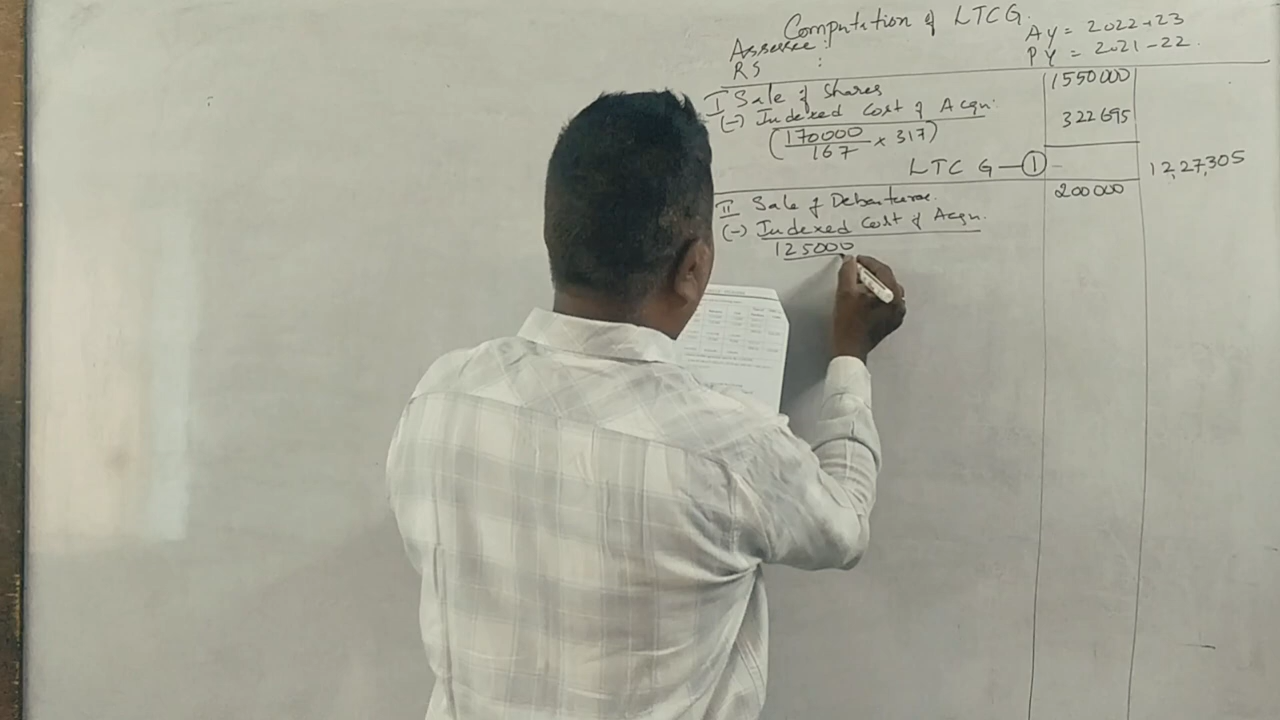 Computation of LTCG.
Assessee :
RS :
AY = 2022-23
PY = 2021-22.
I Sale of Shares 1550000
(-) Indexed Cost of Acqn: 322695
(170000/167 × 317)
LTC G — ① - 12,27,305
II Sale of Debentures. 200000
(-) Indexed Cost of Acqn.
125000